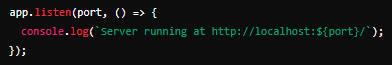 app.listen(port, () => {
  console.log(`Server running at http://localhost:${port}/`);
});